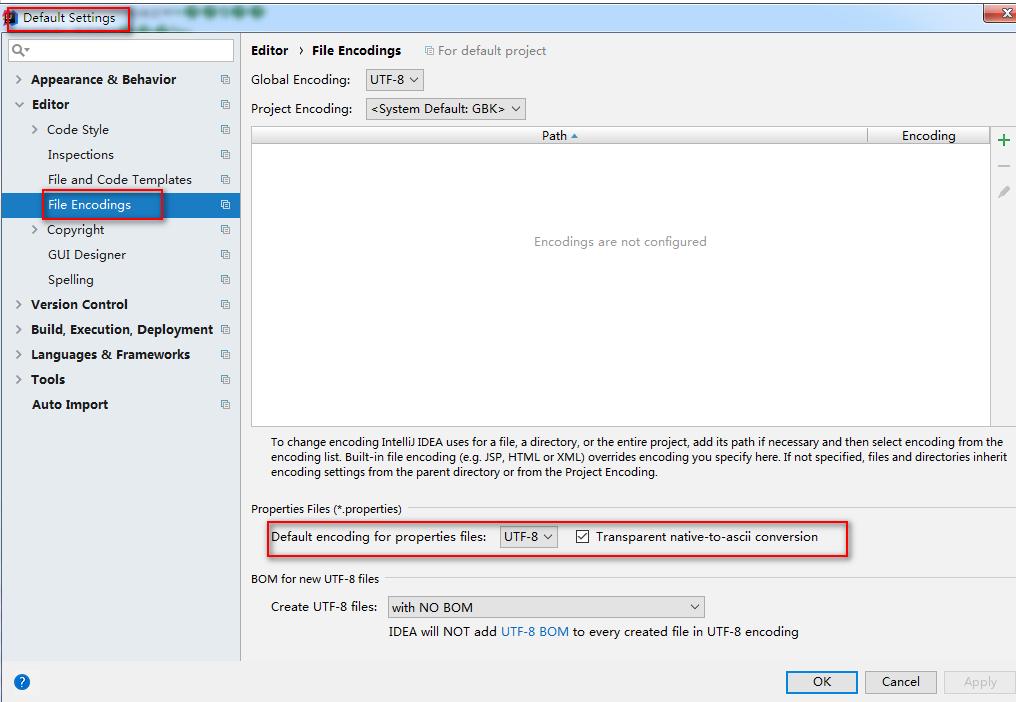 Default Settings
Appearance & Behavior
Editor
Code Style
Inspections
File and Code Templates
File Encodings
Copyright
GUI Designer
Spelling
Version Control
Build, Execution, Deployment
Languages & Frameworks
Tools
Auto Import
Editor › File Encodings For default project
Global Encoding: UTF-8
Project Encoding: <System Default: GBK>
Path Encoding
Encodings are not configured
To change encoding IntelliJ IDEA uses for a file, a directory, or the entire project, add its path if necessary and then select encoding from the
encoding list. Built-in file encoding (e.g. JSP, HTML or XML) overrides encoding you specify here. If not specified, files and directories inherit
encoding settings from the parent directory or from the Project Encoding.
Properties Files (*.properties)
Default encoding for properties files: UTF-8 Transparent native-to-ascii conversion
BOM for new UTF-8 files
Create UTF-8 files: with NO BOM
IDEA will NOT add UTF-8 BOM to every created file in UTF-8 encoding
? OK Cancel Apply